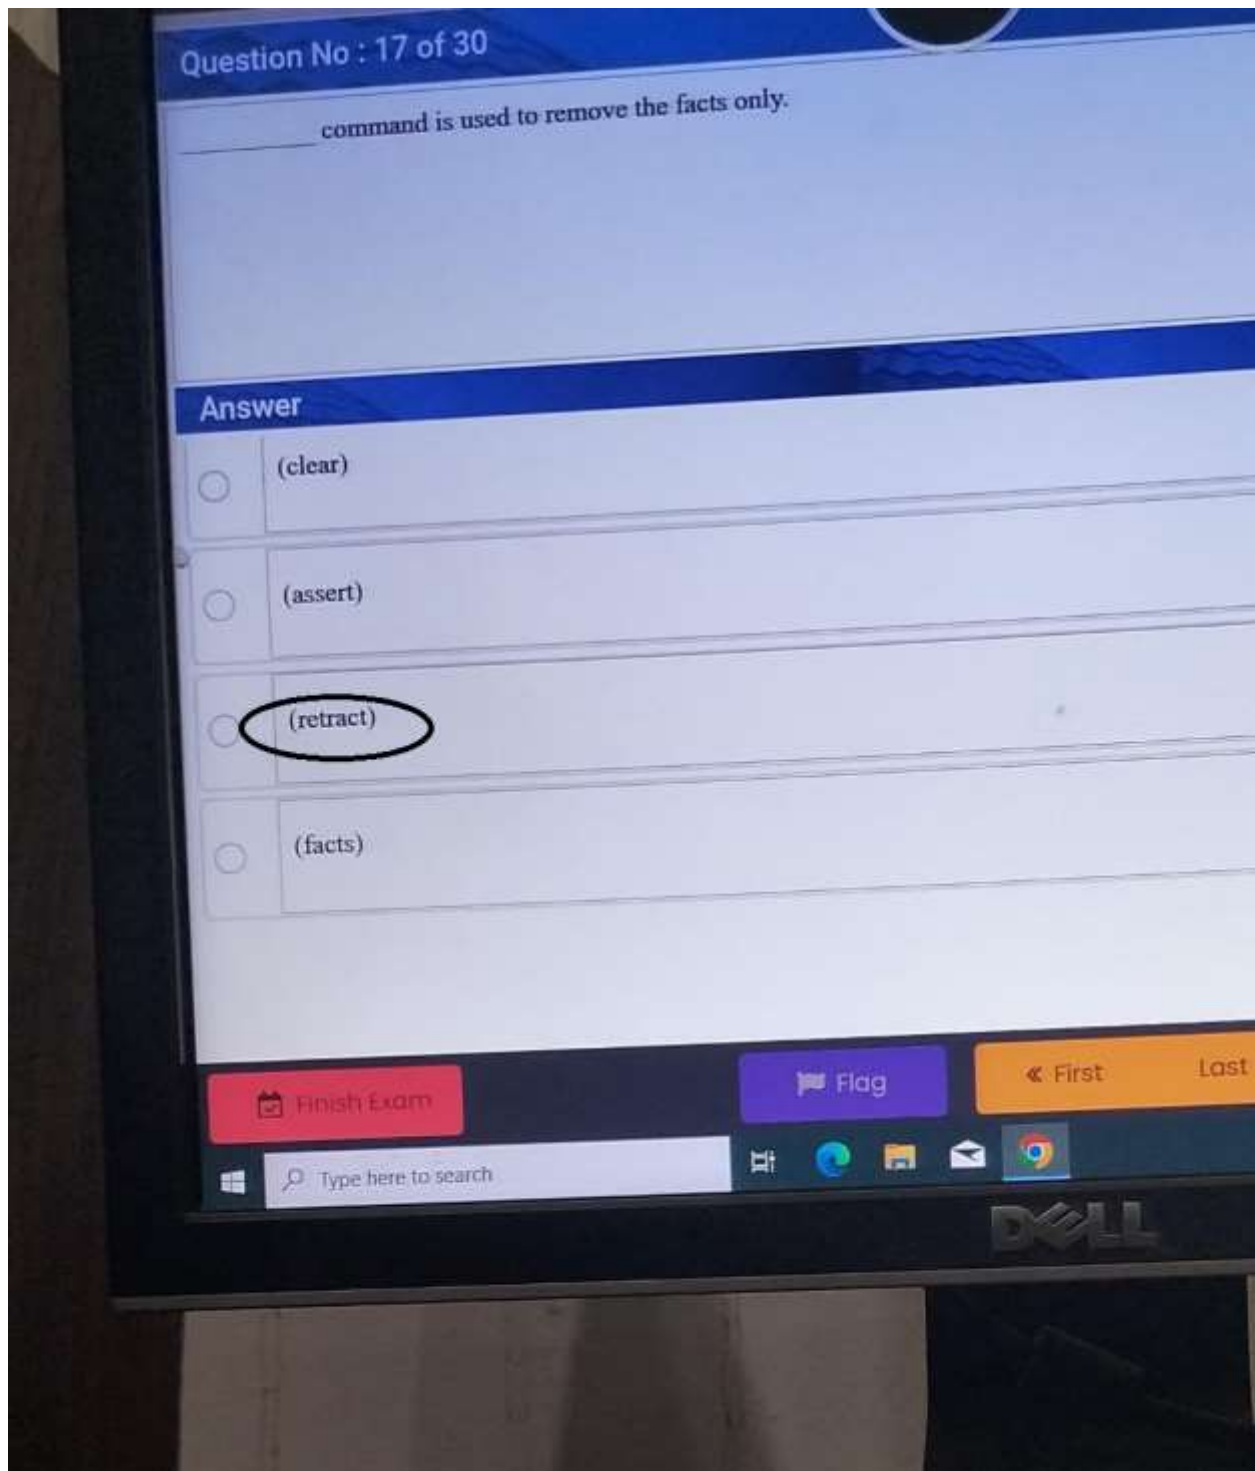 Question No : 17 of 30
________ command is used to remove the facts only.
Answer
(clear)
(assert)
(retract)
(facts)
Finish Exam
Flag
« First
Last
Type here to search
DELL